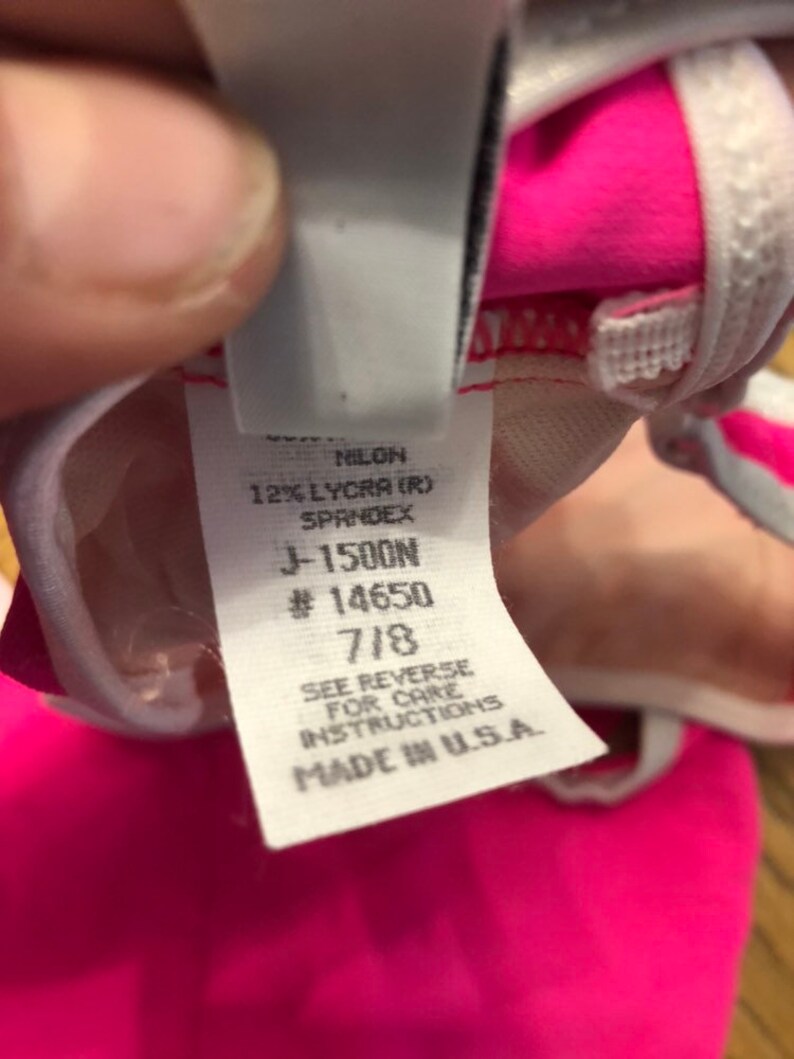 NILON
12% LYCRA (R)
SPANDEX
J-1500N
# 14650
7/8
SEE REVERSE
FOR CARE
INSTRUCTIONS
MADE IN U.S.A.